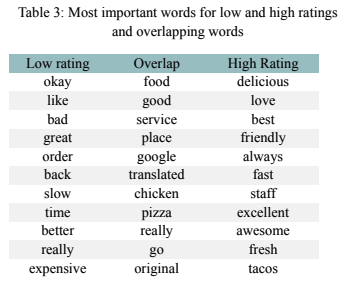 Table 3: Most important words for low and high ratings
and overlapping words
Low rating Overlap High Rating
okay food delicious
like good love
bad service best
great place friendly
order google always
back translated fast
slow chicken staff
time pizza excellent
better really awesome
really go fresh
expensive original tacos